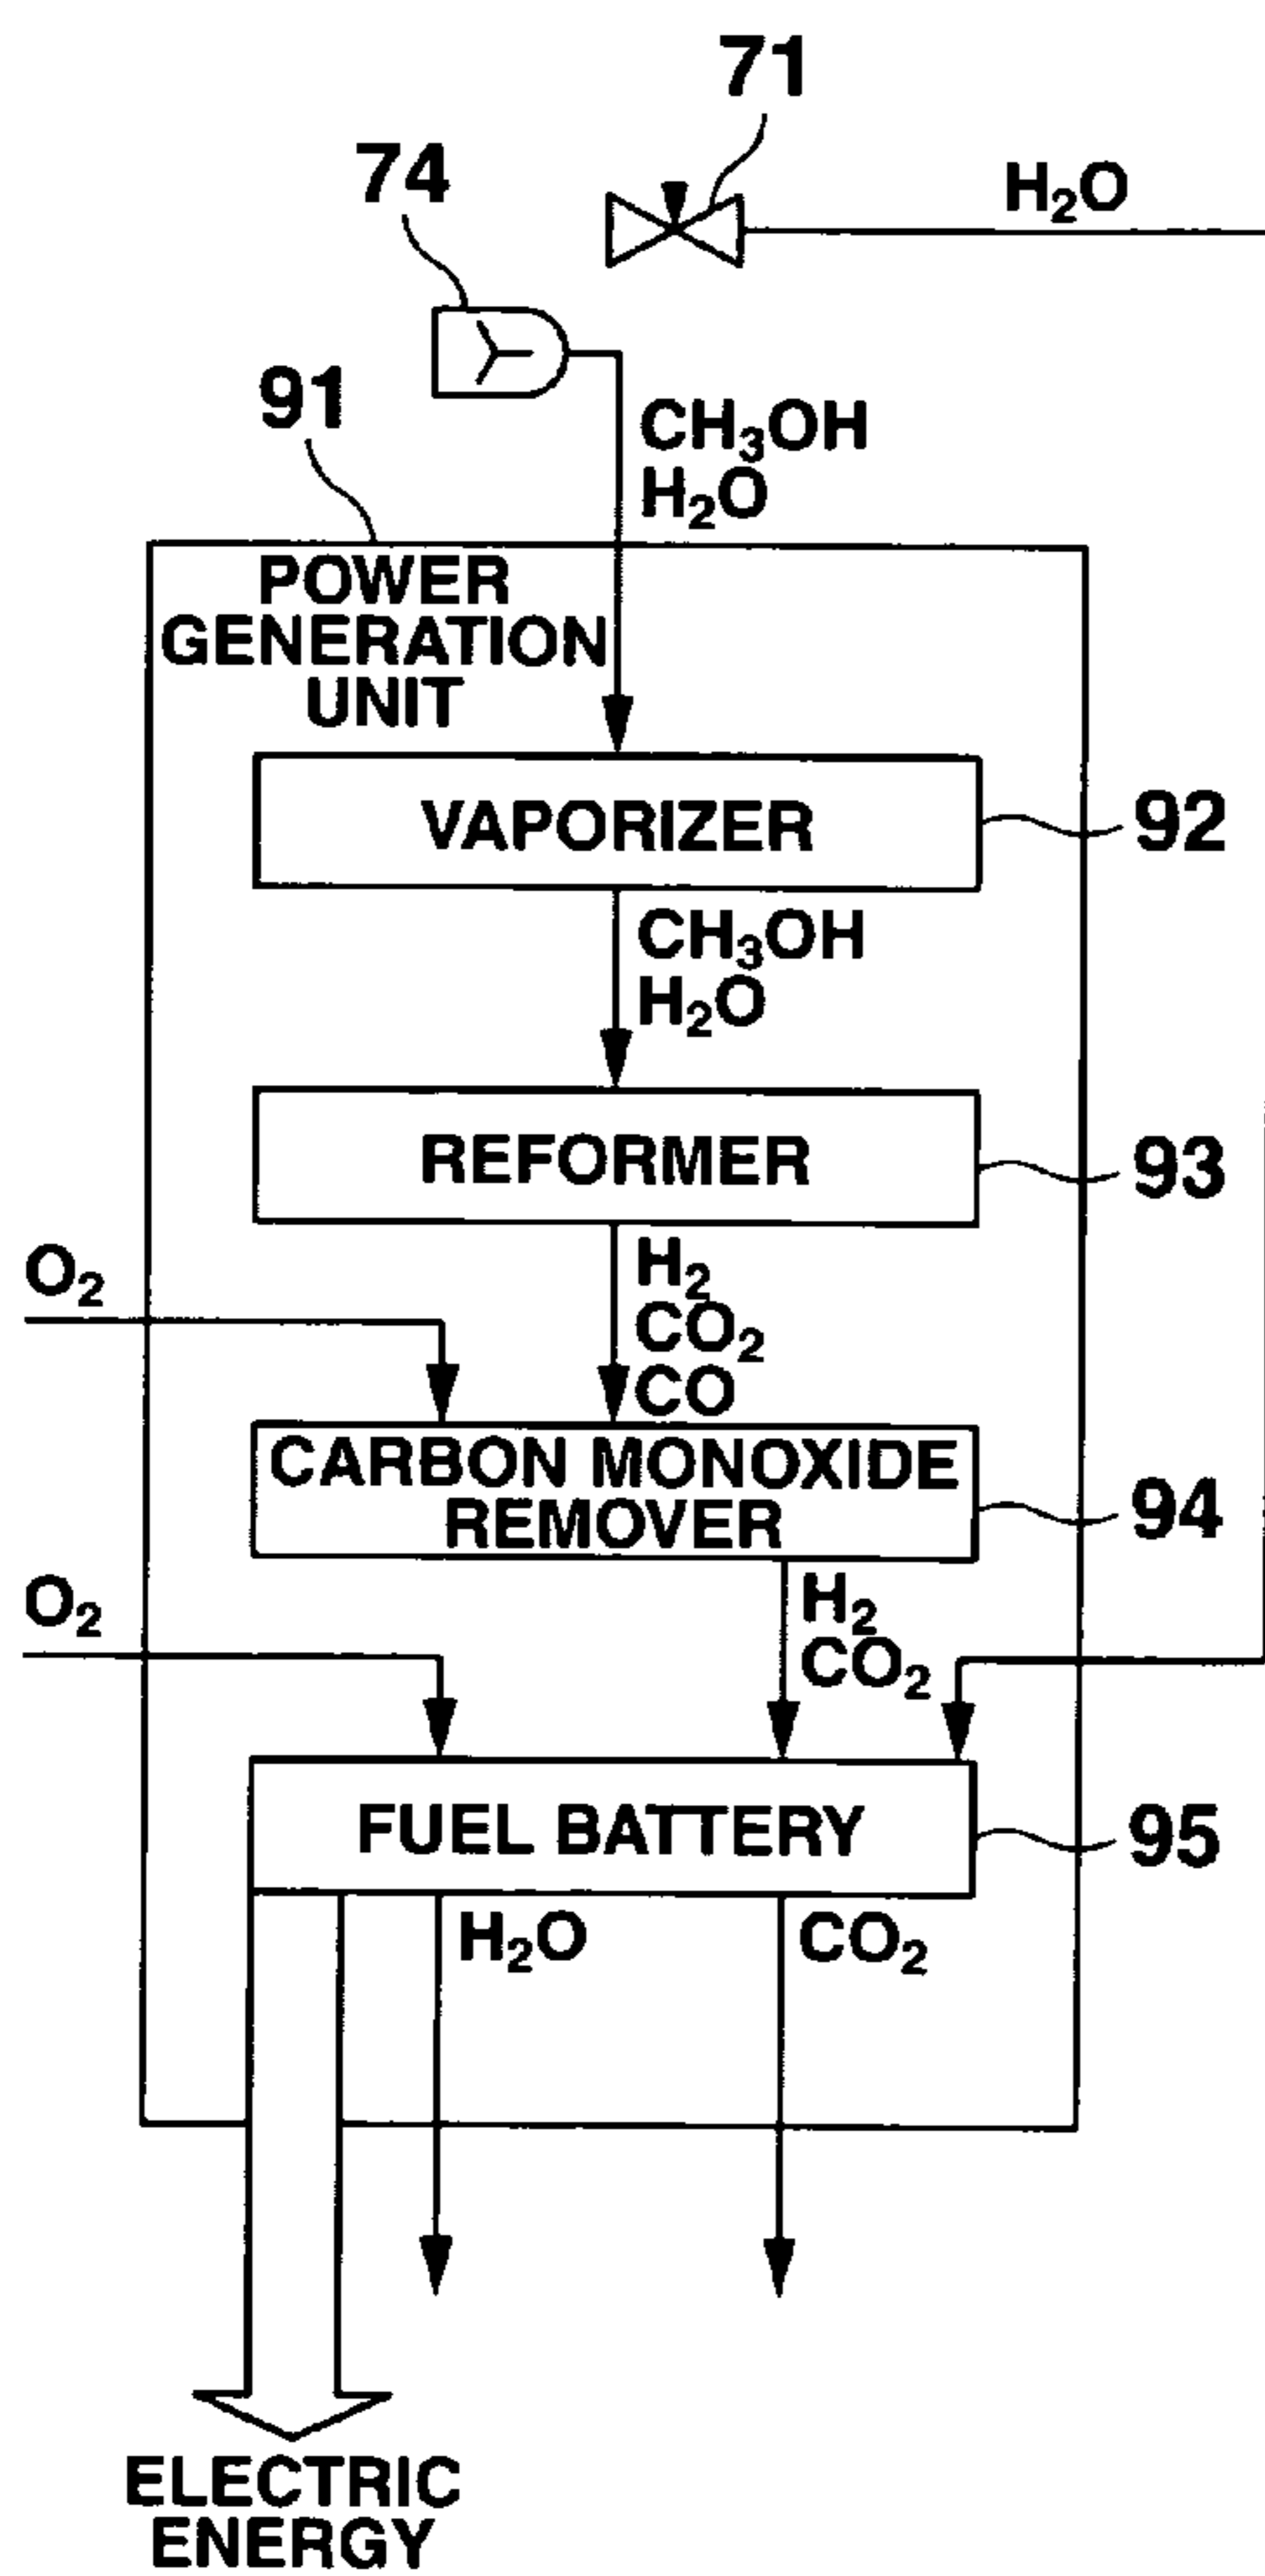 71
74
H₂O
91
CH₃OH
H₂O
POWER
GENERATION
UNIT
VAPORIZER
92
CH₃OH
H₂O
REFORMER
93
O₂
H₂
CO₂
CO
CARBON MONOXIDE
REMOVER
94
O₂
H₂
CO₂
FUEL BATTERY
95
H₂O
CO₂
ELECTRIC
ENERGY